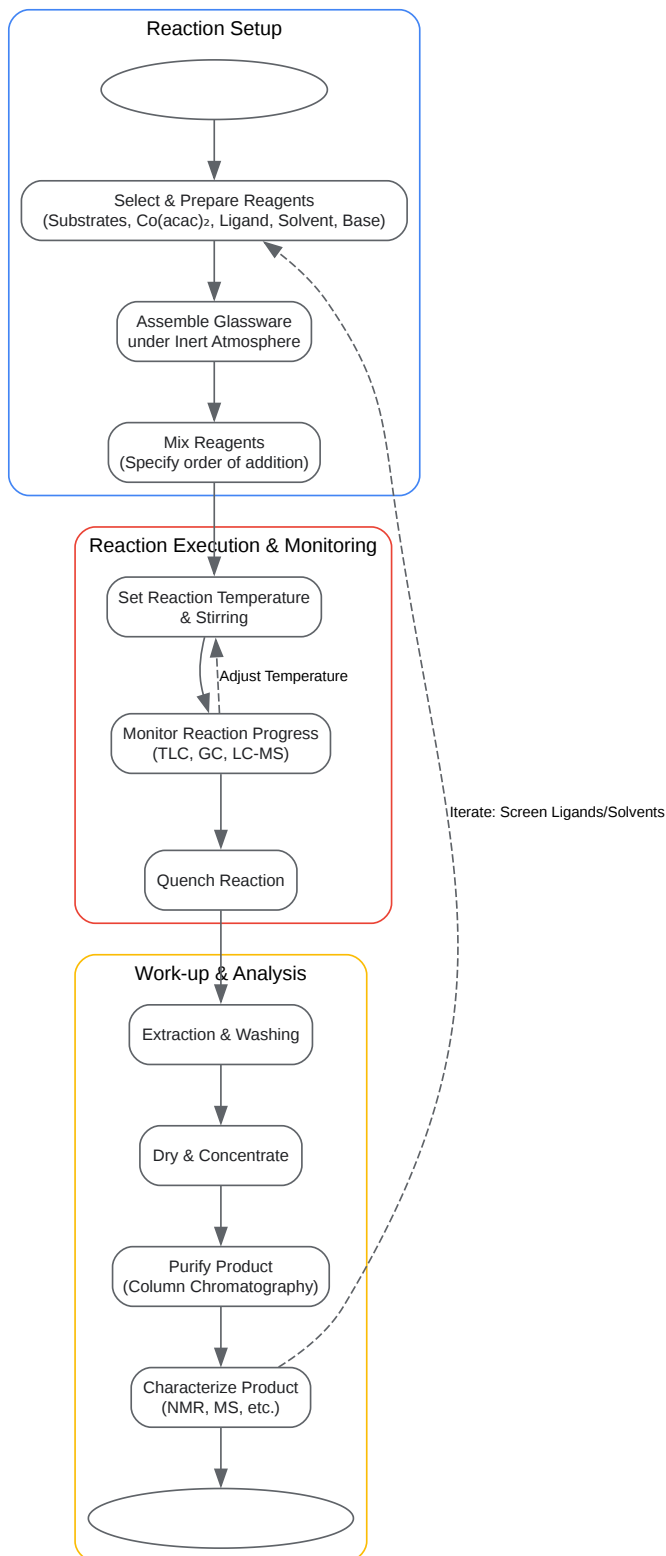 Reaction Setup
Select & Prepare Reagents
(Substrates, Co(acac)₂, Ligand, Solvent, Base)
Assemble Glassware
under Inert Atmosphere
Mix Reagents
(Specify order of addition)
Reaction Execution & Monitoring
Set Reaction Temperature
& Stirring
Adjust Temperature
Monitor Reaction Progress
(TLC, GC, LC-MS)
Iterate: Screen Ligands/Solvents
Quench Reaction
Work-up & Analysis
Extraction & Washing
Dry & Concentrate
Purify Product
(Column Chromatography)
Characterize Product
(NMR, MS, etc.)